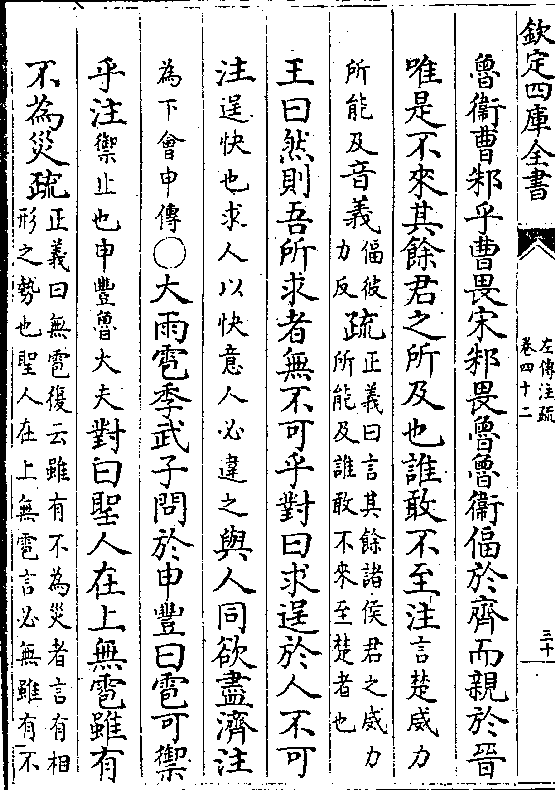 欽定四庫全書
左傳注疏
卷四十二
三十
魯衞曹邾乎曹畏宋邾畏魯魯衞偪於齊而親於晉
唯是不來其餘君之所及也誰敢不至注言楚威力
所能及音義偪彼力反疏正義曰言其餘諸侯君之威力所能及誰敢不來至楚者也
王曰然則吾所求者無不可乎對曰求逞於人不可
注逞快也求人以快意人必違之與人同欲盡濟注
為下會申傳〇大雨雹季武子問於申豐曰雹可禦
乎注禦止也申豐魯大夫對曰聖人在上無雹雖有
不為災疏正義曰無雹復云雖有不為災者言有相形之勢也聖人在上無雹言必無雖有不